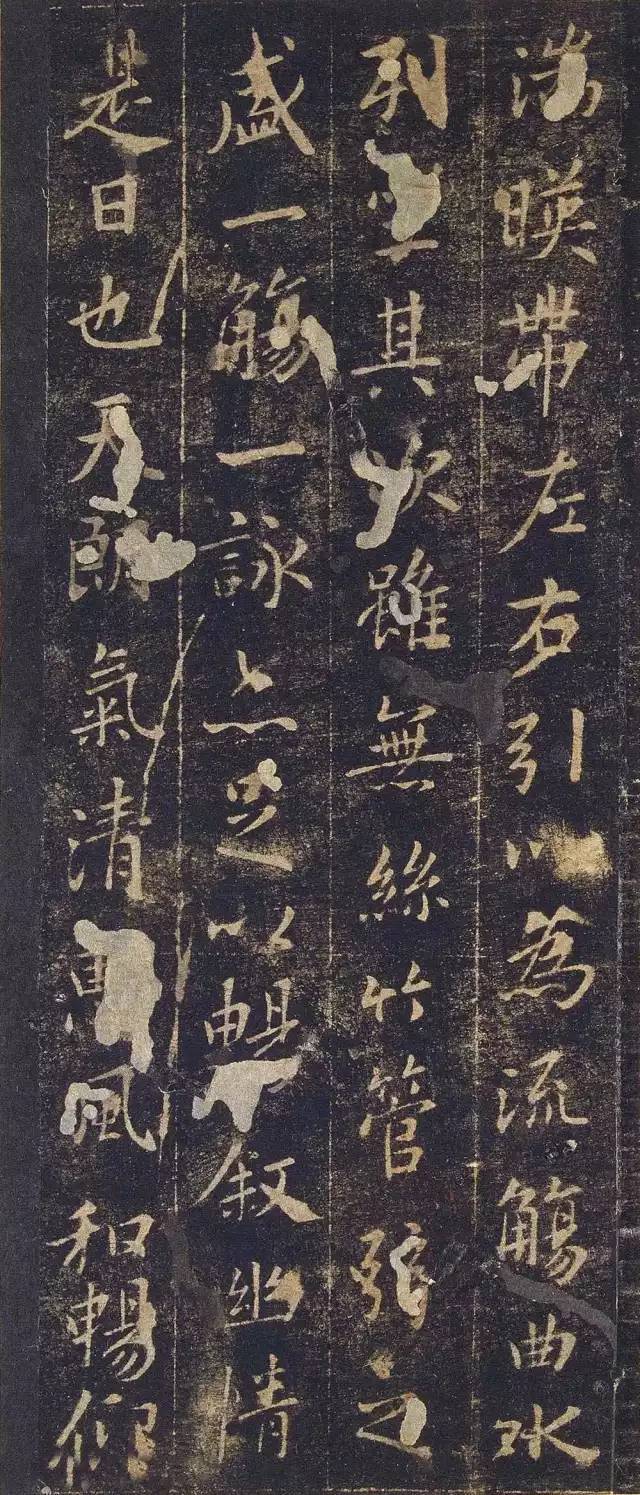 湍暎帶左右引以為流觴曲水
列坐其次雖無絲竹管弦之
盛一觴一詠亦足以暢敘幽情
是日也天朗氣清惠風和暢仰